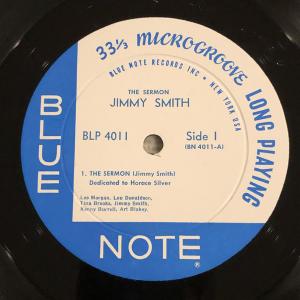 33⅓ MICROGROOVE LONG PLAYING
BLUE NOTE RECORDS INC • NEW YORK USA
THE SERMON
JIMMY SMITH
BLP 4011
Side 1
(BN 4011-A)
1. THE SERMON (Jimmy Smith)
Dedicated to Horace Silver
Lee Morgan, Lou Donaldson,
Tina Brooks, Jimmy Smith,
Kenny Burrell, Art Blakey.
BLUE
NOTE
®